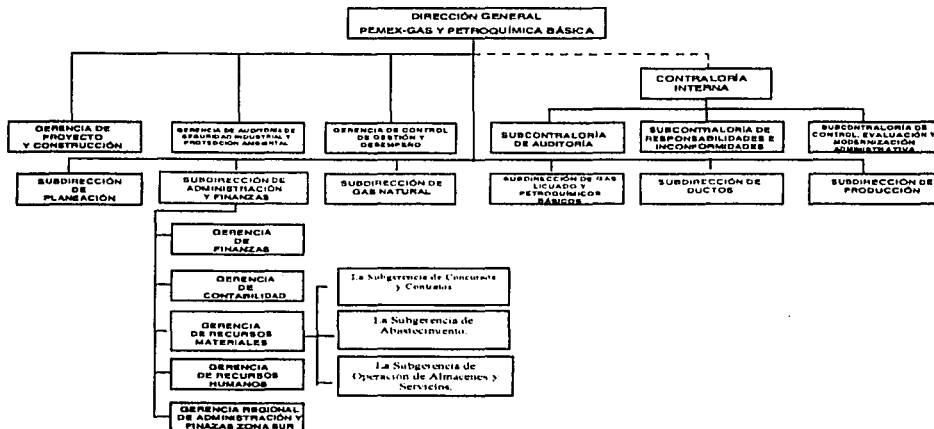 DIRECCIÓN GENERAL
PEMEX-GAS Y PETROQUÍMICA BÁSICA
CONTRALORÍA
INTERNA
GERENCIA DE
PROYECTO
Y CONSTRUCCIÓN
GERENCIA DE AUDITORÍA DE
SEGURIDAD INDUSTRIAL Y
PROTECCIÓN AMBIENTAL
GERENCIA DE CONTROL
DE GESTIÓN Y
DESEMPEÑO
SUBCONTRALORÍA
DE AUDITORÍA
SUBCONTRALORÍA DE
RESPONSABILIDADES E
INCONFORMIDADES
SUBCONTRALORÍA DE
CONTROL, EVALUACIÓN Y
MODERNIZACIÓN
ADMINISTRATIVA
SUBDIRECCIÓN
DE
PLANEACIÓN
SUBDIRECCIÓN DE
ADMINISTRACIÓN
Y FINANZAS
SUBDIRECCIÓN DE
GAS NATURAL
SUBDIRECCIÓN DE GAS
LICUADO Y
PETROQUÍMICOS
BÁSICOS
SUBDIRECCIÓN DE
DUCTOS
SUBDIRECCIÓN DE
PRODUCCIÓN
GERENCIA
DE
FINANZAS
GERENCIA
DE
CONTABILIDAD
GERENCIA
DE RECURSOS
MATERIALES
GERENCIA
DE RECURSOS
HUMANOS
GERENCIA REGIONAL
DE ADMINISTRACIÓN Y
FINAZAS ZONA SUR
La Subgerencia de Concursos
y Contratos
La Subgerencia de
Abastecimiento.
La Subgerencia de
Operación de Almacenes y
Servicios.